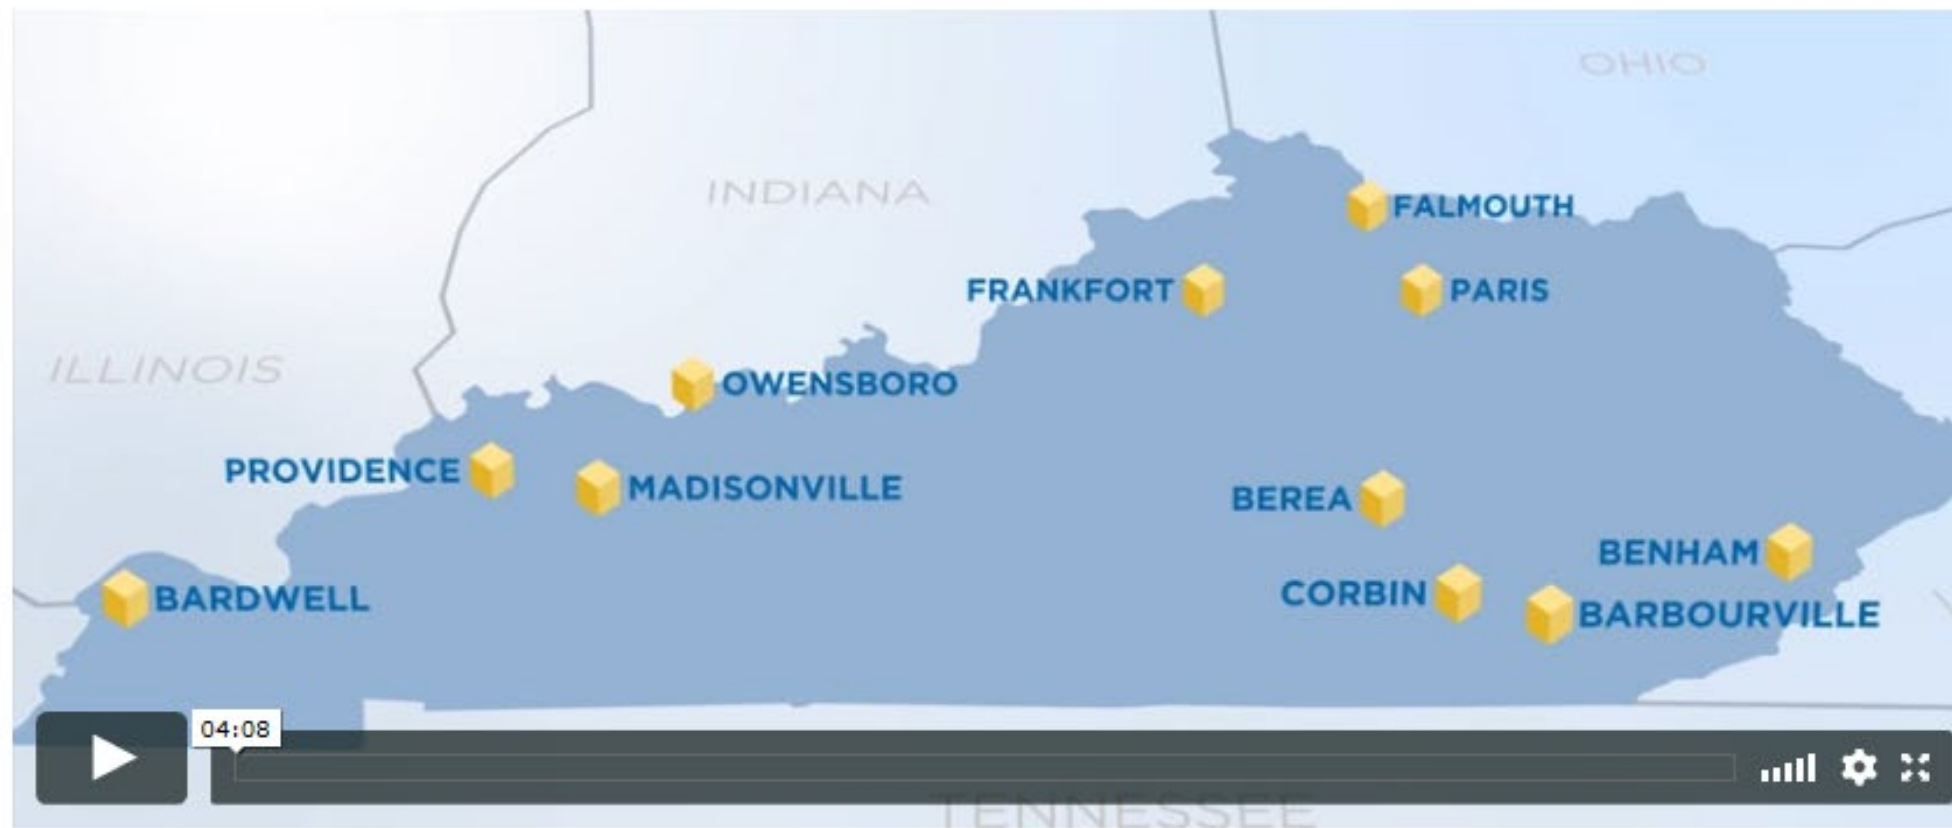 OHIO
INDIANA
FALMOUTH
FRANKFORT
PARIS
ILLINOIS
OWENSBORO
PROVIDENCE
MADISONVILLE
BEREA
BENHAM
CORBIN
BARDWELL
BARBOURVILLE
04:08
TENNESSEE